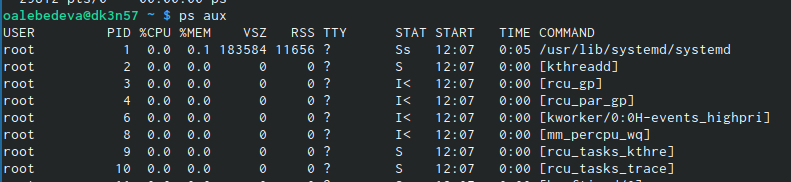 oalebedeva@dk3n57 ~ $ ps aux
USER PID %CPU %MEM VSZ RSS TTY STAT START TIME COMMAND
root 1 0.0 0.1 183584 11656 ? Ss 12:07 0:05 /usr/lib/systemd/systemd
root 2 0.0 0.0 0 0 ? S 12:07 0:00 [kthreadd]
root 3 0.0 0.0 0 0 ? I< 12:07 0:00 [rcu_gp]
root 4 0.0 0.0 0 0 ? I< 12:07 0:00 [rcu_par_gp]
root 6 0.0 0.0 0 0 ? I< 12:07 0:00 [kworker/0:0H-events_highpri]
root 8 0.0 0.0 0 0 ? I< 12:07 0:00 [mm_percpu_wq]
root 9 0.0 0.0 0 0 ? S 12:07 0:00 [rcu_tasks_kthre]
root 10 0.0 0.0 0 0 ? S 12:07 0:00 [rcu_tasks_trace]